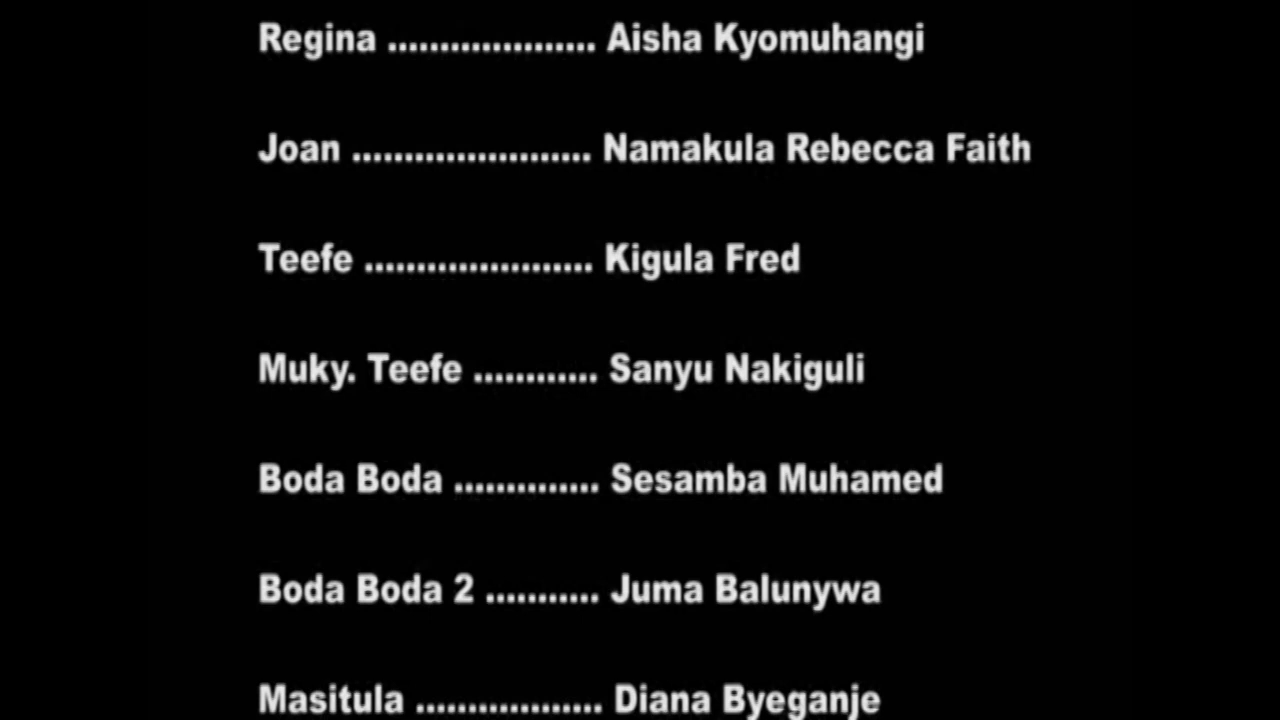 Regina .................... Aisha Kyomuhangi
Joan ....................... Namakula Rebecca Faith
Teefe ...................... Kigula Fred
Muky. Teefe ............ Sanyu Nakiguli
Boda Boda .............. Sesamba Muhamed
Boda Boda 2 ........... Juma Balunywa
Masitula .................. Diana Byeganje